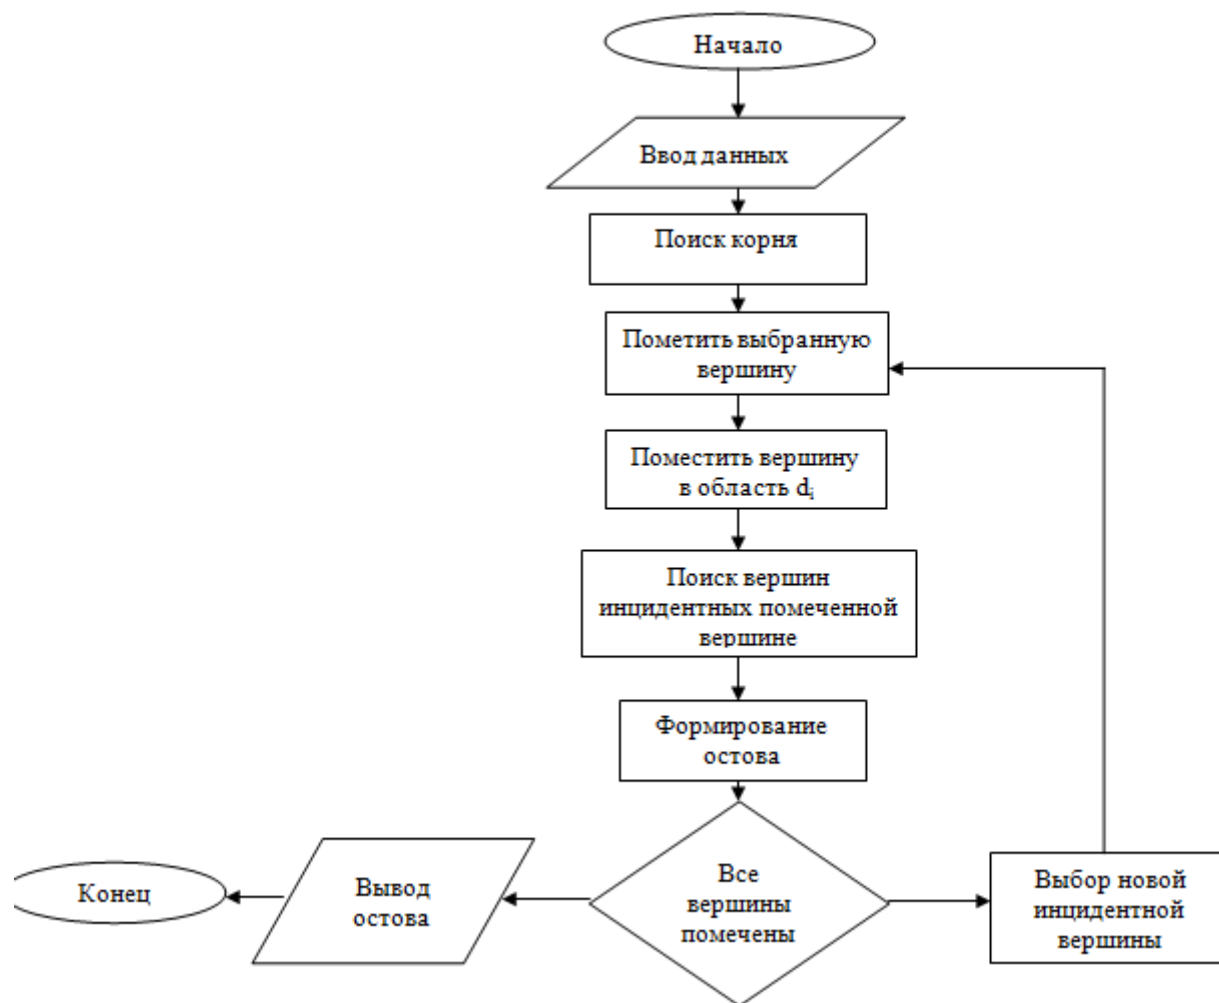 Начало
Ввод данных
Поиск корня
Пометить выбранную
вершину
Поместить вершину
в область di
Поиск вершин
инцидентных помеченной
вершине
Формирование
остова
Все
вершины
помечены
Вывод
остова
Конец
Выбор новой
инцидентной
вершины